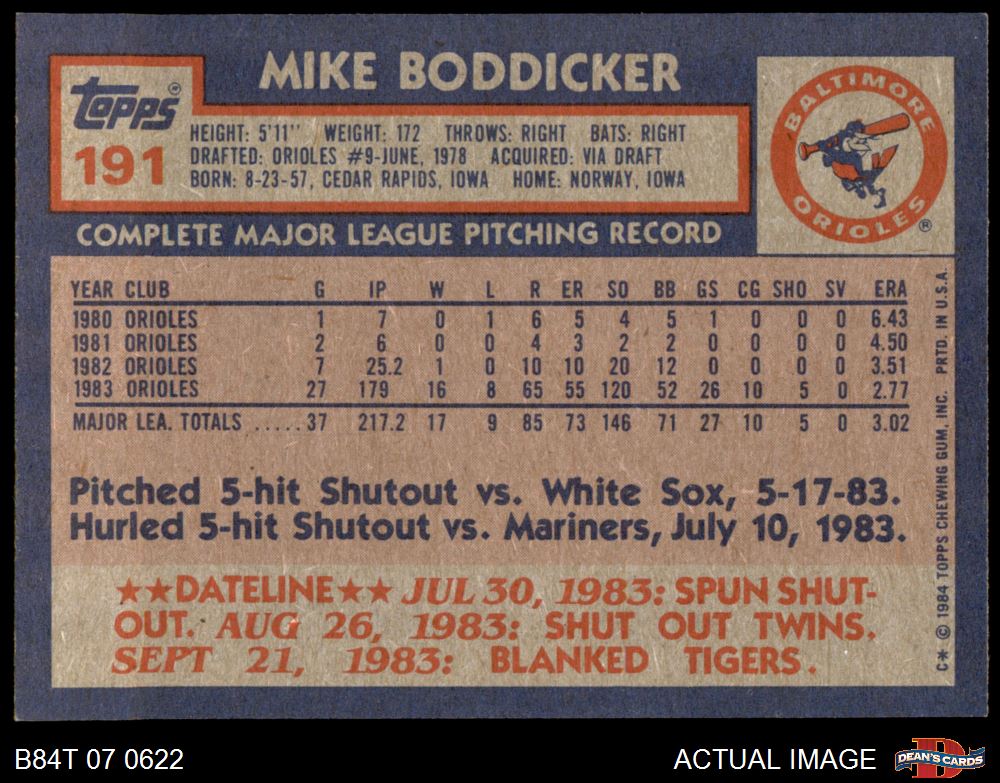 MIKE BODDICKER
Topps®
191
HEIGHT: 5'11" WEIGHT: 172 THROWS: RIGHT BATS: RIGHT
DRAFTED: ORIOLES #9-JUNE, 1978 ACQUIRED: VIA DRAFT
BORN: 8-23-57, CEDAR RAPIDS, IOWA HOME: NORWAY, IOWA
BALTIMORE
ORIOLES®
COMPLETE MAJOR LEAGUE PITCHING RECORD
YEAR CLUB G IP W L R ER SO BB GS CG SHO SV ERA
1980 ORIOLES 1 7 0 1 6 5 4 5 1 0 0 0 6.43
1981 ORIOLES 2 6 0 0 4 3 2 2 0 0 0 0 4.50
1982 ORIOLES 7 25.2 1 0 10 10 20 12 0 0 0 0 3.51
1983 ORIOLES 27 179 16 8 65 55 120 52 26 10 5 0 2.77
MAJOR LEA. TOTALS .....37 217.2 17 9 85 73 146 71 27 10 5 0 3.02
Pitched 5-hit Shutout vs. White Sox, 5-17-83.
Hurled 5-hit Shutout vs. Mariners, July 10, 1983.
★★DATELINE★★ JUL 30, 1983: SPUN SHUT-
OUT. AUG 26, 1983: SHUT OUT TWINS.
SEPT 21, 1983: BLANKED TIGERS.
C* © 1984 TOPPS CHEWING GUM, INC. PRTD. IN U.S.A.
B84T 07 0622
ACTUAL IMAGE
D
DEAN'S CARDS